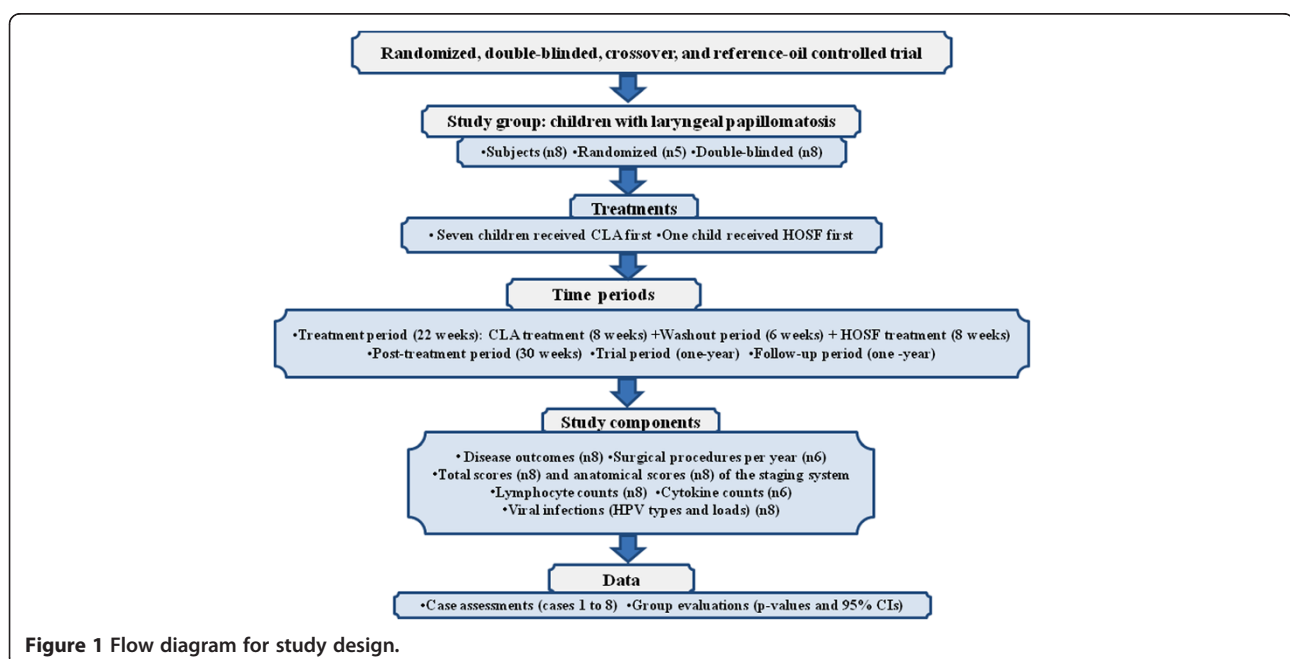 Randomized, double-blinded, crossover, and reference-oil controlled trial
Study group: children with laryngeal papillomatosis
•Subjects (n8) •Randomized (n5) •Double-blinded (n8)
Treatments
• Seven children received CLA first •One child received HOSF first
Time periods
•Treatment period (22 weeks): CLA treatment (8 weeks) +Washout period (6 weeks) + HOSF treatment (8 weeks)
•Post-treatment period (30 weeks) •Trial period (one-year) •Follow-up period (one -year)
Study components
• Disease outcomes (n8) •Surgical procedures per year (n6)
•Total scores (n8) and anatomical scores (n8) of the staging system
•Lymphocyte counts (n8) •Cytokine counts (n6)
•Viral infections (HPV types and loads) (n8)
Data
•Case assessments (cases 1 to 8) •Group evaluations (p-values and 95% CIs)
Figure 1 Flow diagram for study design.